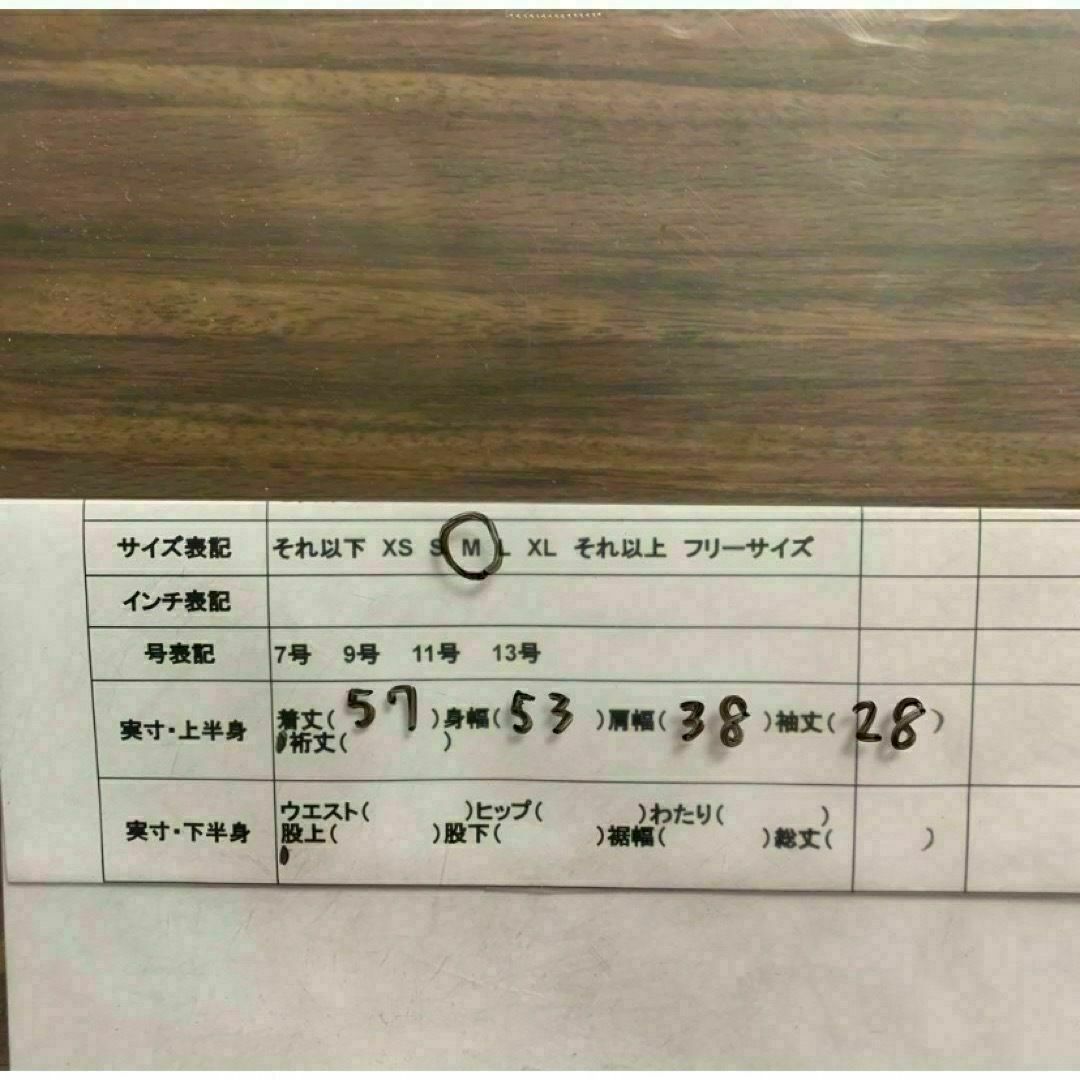 サイズ表記 それ以下 XS S M L XL それ以上 フリーサイズ
インチ表記
号表記 7号 9号 11号 13号
実寸・上半身 着丈( 57 )身幅( 53 )肩幅( 38 )袖丈( 28 )
裄丈( )
実寸・下半身 ウエスト( )ヒップ( )わたり( )
股上( )股下( )裾幅( )総丈( )